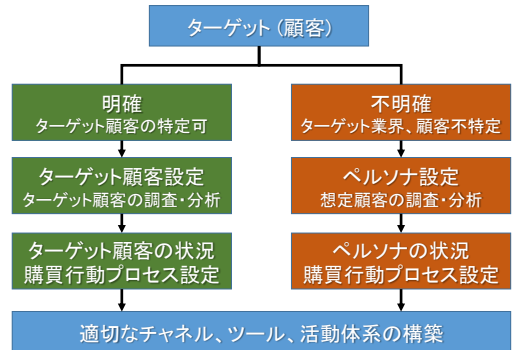 ターゲット(顧客)
明確
ターゲット顧客の特定可
不明確
ターゲット業界、顧客不特定
ターゲット顧客設定
ターゲット顧客の調査・分析
ペルソナ設定
想定顧客の調査・分析
ターゲット顧客の状況
購買行動プロセス設定
ペルソナの状況
購買行動プロセス設定
適切なチャネル、ツール、活動体系の構築